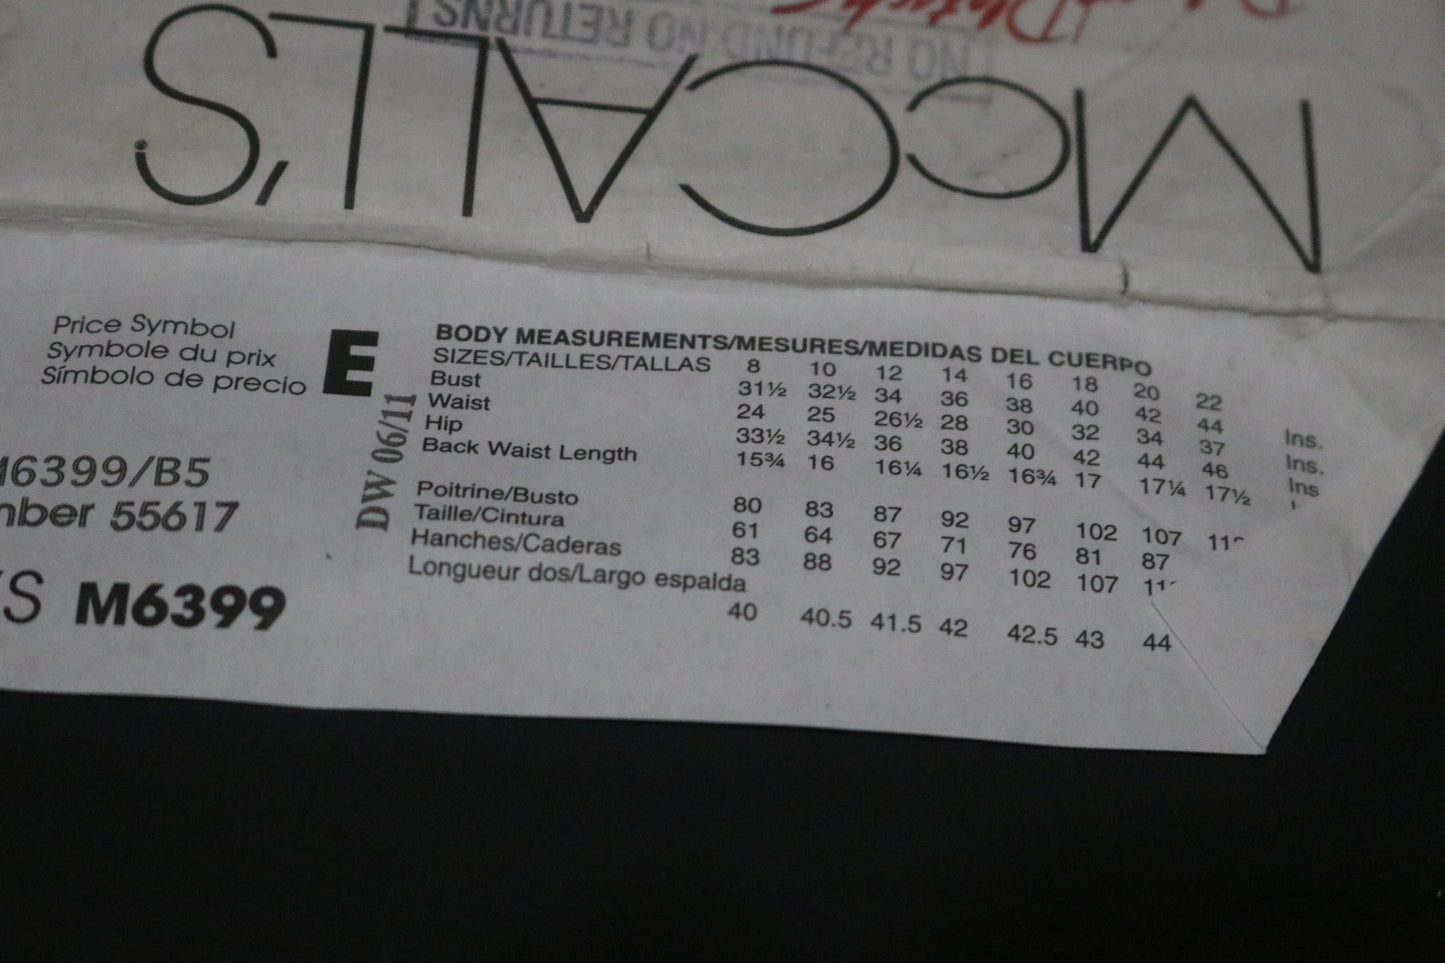 NO REFUND NO RETURNS!
McCALL'S
Price Symbol
Symbole du prix
Símbolo de precio
E
DW 06/11
6399/B5
55617
M6399
BODY MEASUREMENTS/MESURES/MEDIDAS DEL CUERPO
SIZES/TAILLES/TALLAS 8 10 12 14 16 18 20 22
Bust 31½ 32½ 34 36 38 40 42 44 Ins.
Waist 24 25 26½ 28 30 32 34 37 Ins.
Hip 33½ 34½ 36 38 40 42 44 46 Ins
Back Waist Length 15¾ 16 16¼ 16½ 16¾ 17 17¼ 17½
Poitrine/Busto 80 83 87 92 97 102 107
Taille/Cintura 61 64 67 71 76 81 87
Hanches/Caderas 83 88 92 97 102 107
Longueur dos/Largo espalda
40 40.5 41.5 42 42.5 43 44